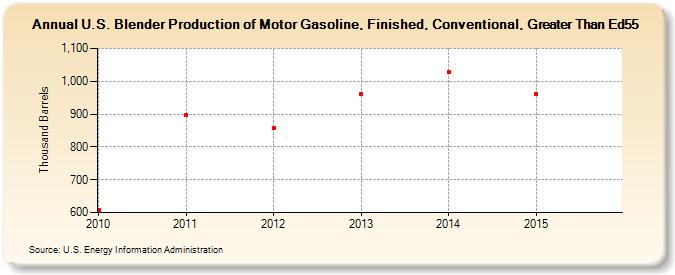 Annual U.S. Blender Production of Motor Gasoline, Finished, Conventional, Greater Than Ed55
Thousand Barrels
1,100
1,000
900
800
700
600
2010 2011 2012 2013 2014 2015
Source: U.S. Energy Information Administration